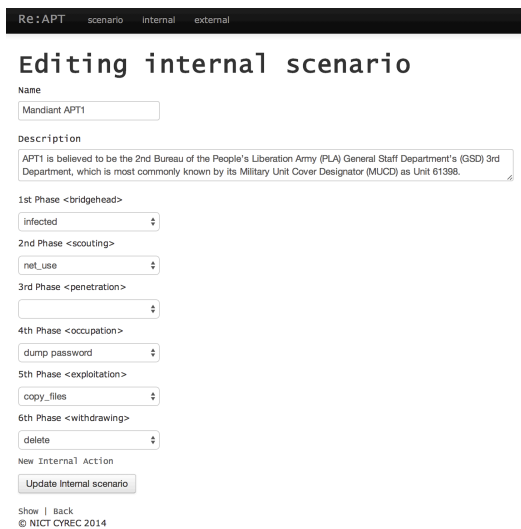 Re:APT scenario internal external
Editing internal scenario
Name
Mandiant APT1
Description
APT1 is believed to be the 2nd Bureau of the People's Liberation Army (PLA) General Staff Department's (GSD) 3rd
Department, which is most commonly known by its Military Unit Cover Designator (MUCD) as Unit 61398.
1st Phase <bridgehead>
infected
2nd Phase <scouting>
net_use
3rd Phase <penetration>
4th Phase <occupation>
dump password
5th Phase <exploitation>
copy_files
6th Phase <withdrawing>
delete
New Internal Action
Update Internal scenario
Show | Back
© NICT CYREC 2014